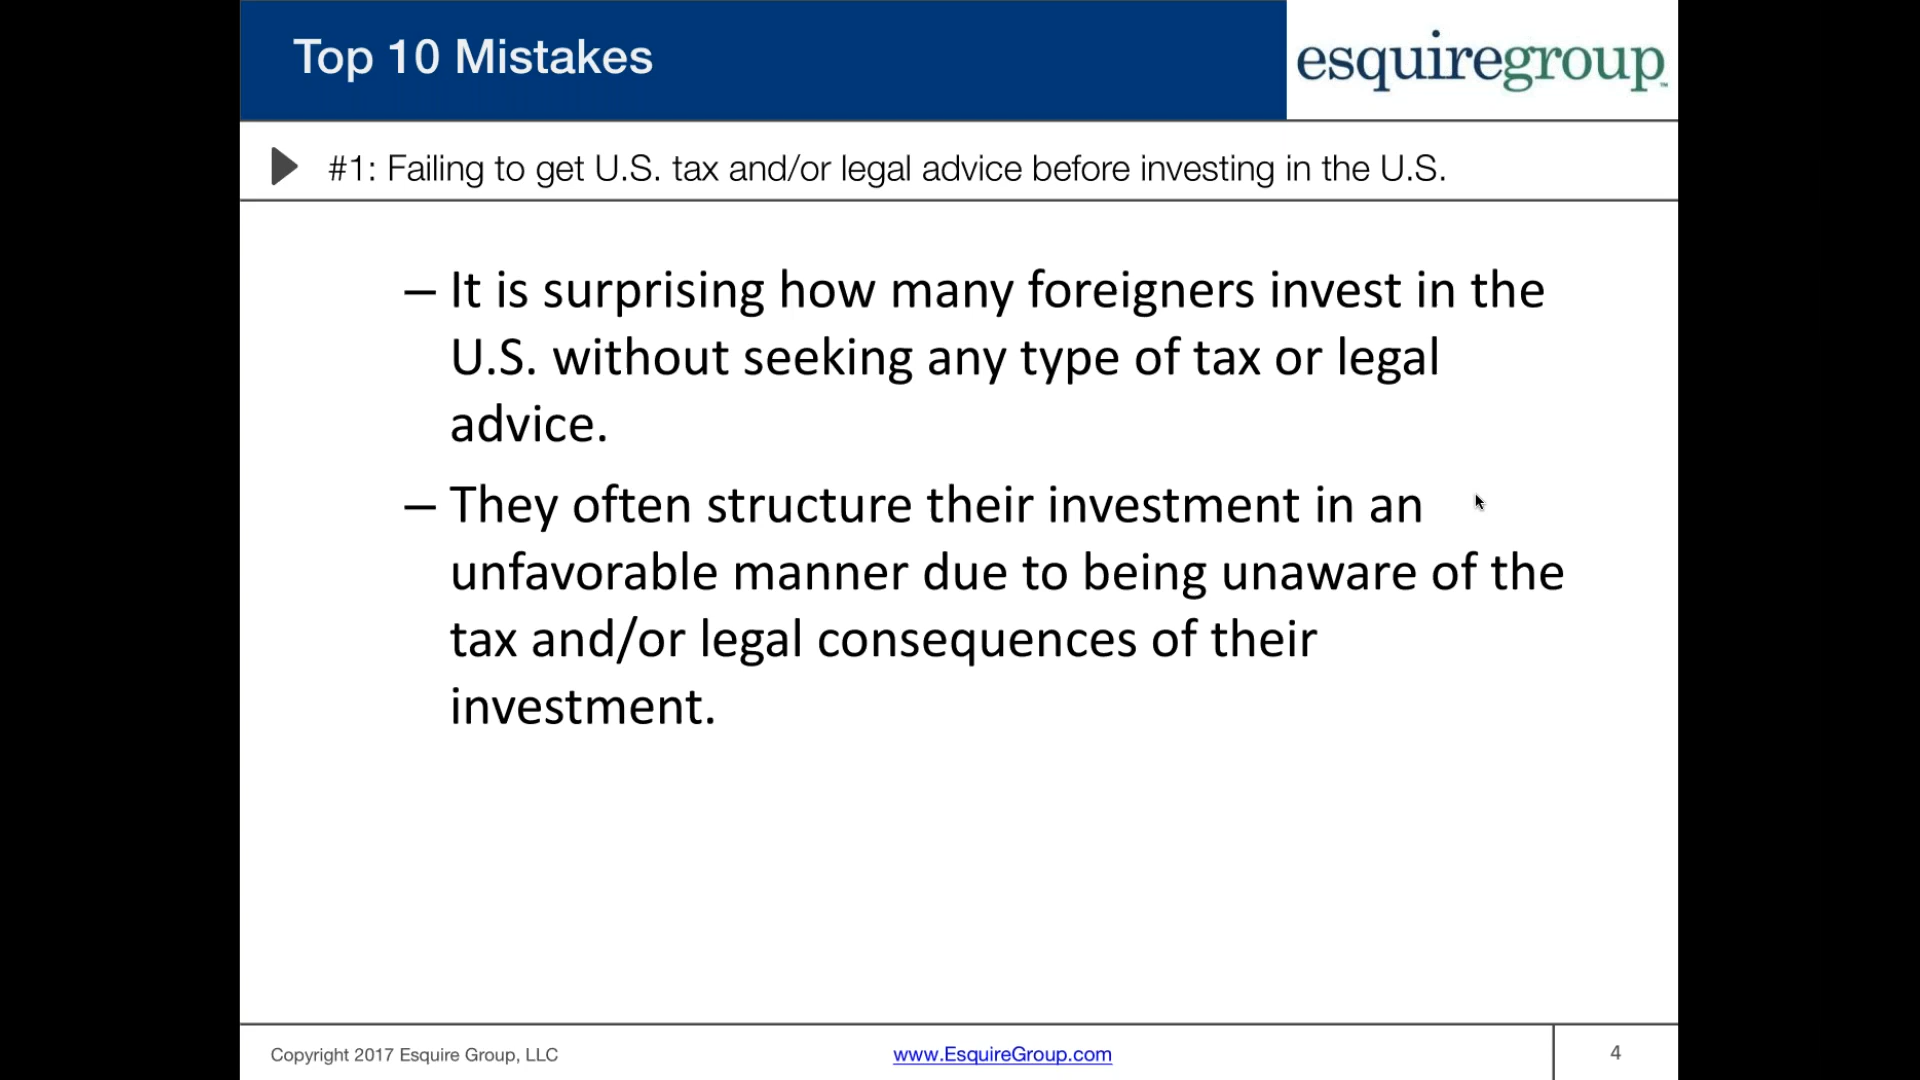 Top 10 Mistakes
esquiregroup™
#1: Failing to get U.S. tax and/or legal advice before investing in the U.S.
– It is surprising how many foreigners invest in the
U.S. without seeking any type of tax or legal
advice.
– They often structure their investment in an
unfavorable manner due to being unaware of the
tax and/or legal consequences of their
investment.
Copyright 2017 Esquire Group, LLC
www.EsquireGroup.com
4